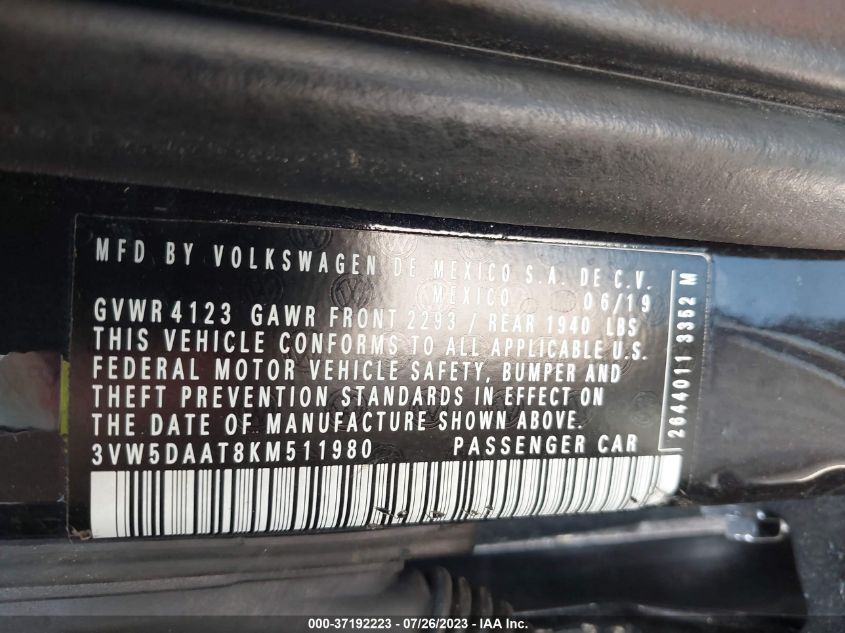 MFD BY VOLKSWAGEN DE MEXICO S.A. DE C.V.
MEXICO 06/19
GVWR 4123 GAWR FRONT 2293 / REAR 1940 LBS
THIS VEHICLE CONFORMS TO ALL APPLICABLE U.S.
FEDERAL MOTOR VEHICLE SAFETY, BUMPER AND
THEFT PREVENTION STANDARDS IN EFFECT ON
THE DATE OF MANUFACTURE SHOWN ABOVE.
3VW5DAAT8KM511980 PASSENGER CAR
2644011 3352 M
000-37192223 - 07/26/2023 - IAA Inc.